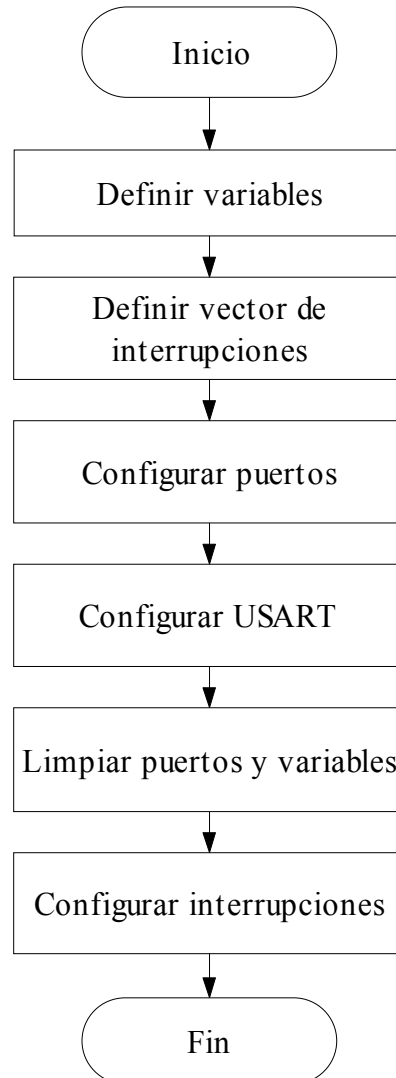 Inicio
Definir variables
Definir vector de
interrupciones
Configurar puertos
Configurar USART
Limpiar puertos y variables
Configurar interrupciones
Fin